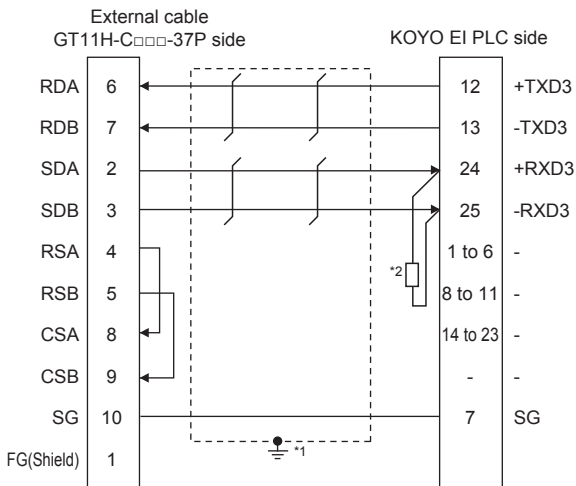 External cable
GT11H-C□□□-37P side
KOYO EI PLC side
RDA 6 12 +TXD3
RDB 7 13 -TXD3
SDA 2 24 +RXD3
SDB 3 25 -RXD3
RSA 4 1 to 6 -
*2
RSB 5 8 to 11 -
CSA 8 14 to 23 -
CSB 9 - -
SG 10 7 SG
*1
FG(Shield) 1